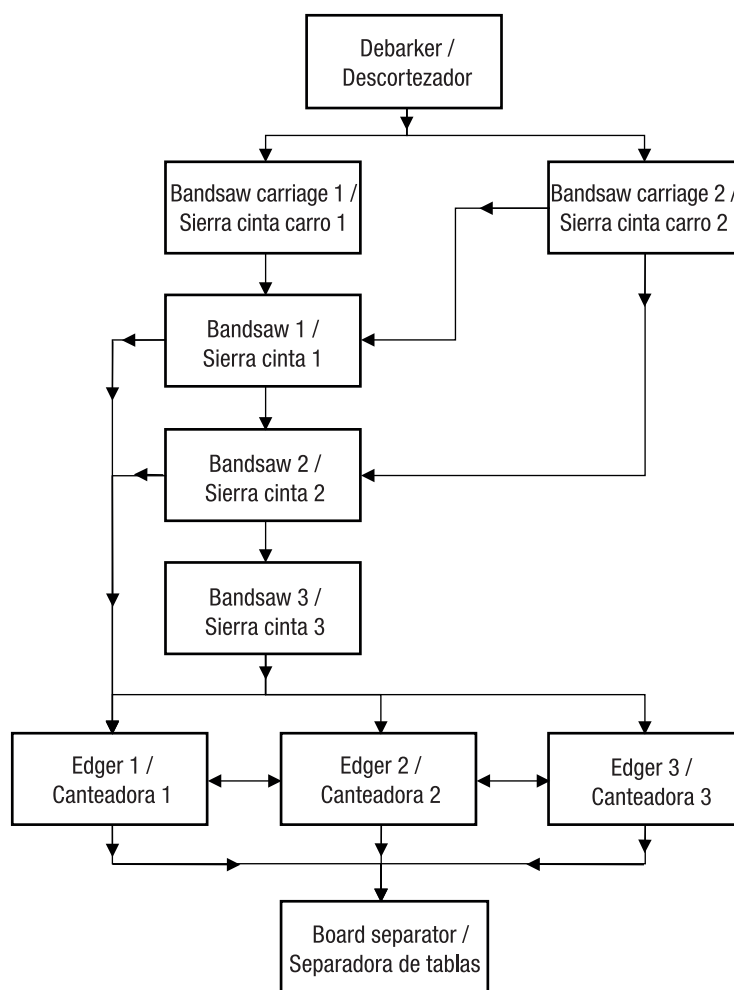 Debarker /
Descortezador
Bandsaw carriage 1 /
Sierra cinta carro 1
Bandsaw carriage 2 /
Sierra cinta carro 2
Bandsaw 1 /
Sierra cinta 1
Bandsaw 2 /
Sierra cinta 2
Bandsaw 3 /
Sierra cinta 3
Edger 1 /
Canteadora 1
Edger 2 /
Canteadora 2
Edger 3 /
Canteadora 3
Board separator /
Separadora de tablas